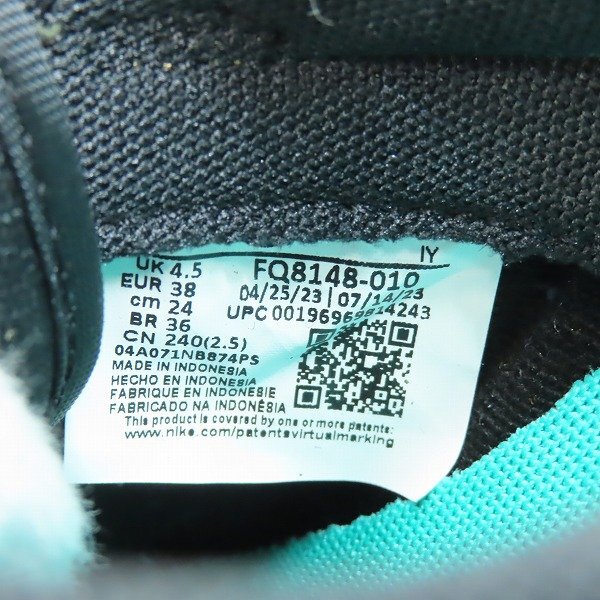 IY
UK 4.5
EUR 38
cm 24
BR 36
CN 240(2.5)
FQ8148-010
04/25/23 | 07/14/23
UPC 00196969814243
04A071NB874PS
MADE IN INDONESIA
HECHO EN INDONESIA
FABRIQUE EN INDONESIE
FABRICADO NA INDONÉSIA
This product is covered by one or more patents:
www.nike.com/patentsvirtualmarking